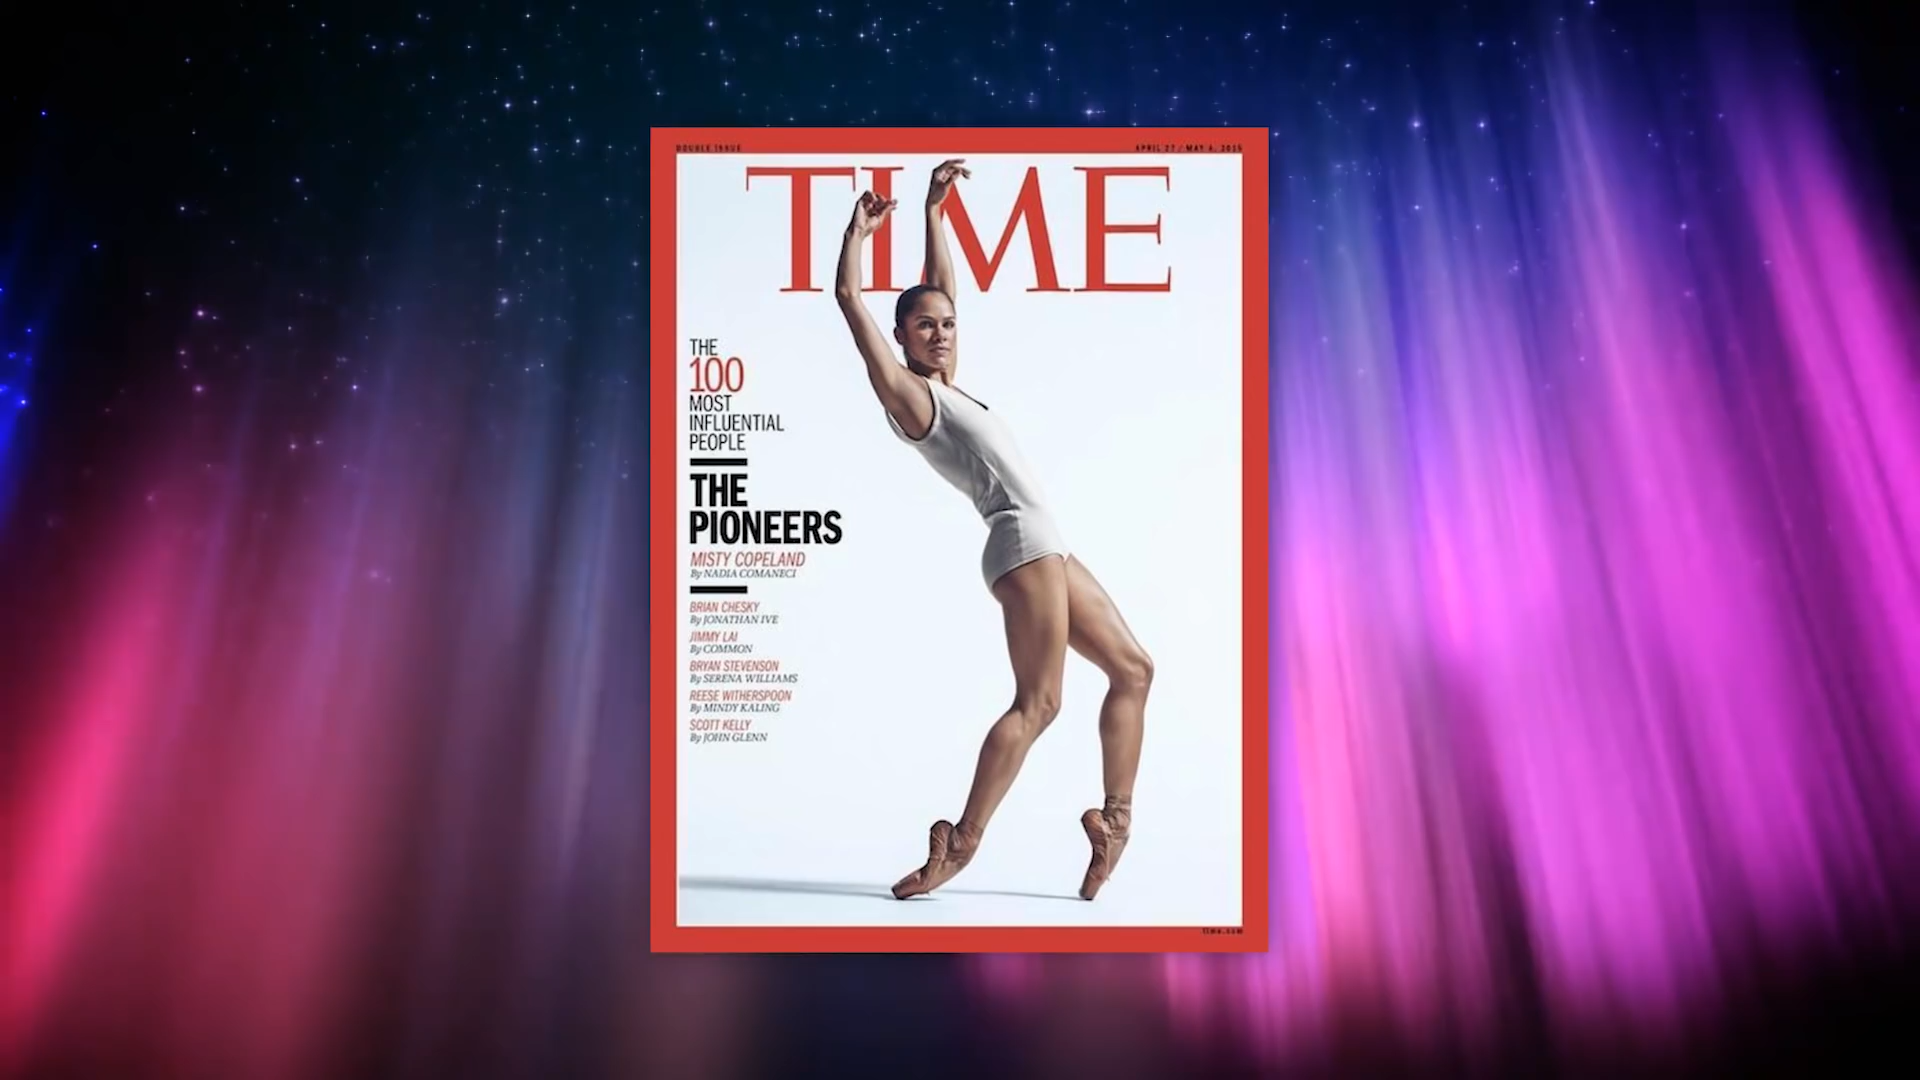 DOUBLE ISSUE
APRIL 27 / MAY 4, 2015
TIME
THE
100
MOST
INFLUENTIAL
PEOPLE
THE
PIONEERS
MISTY COPELAND
By NADIA COMANECI
BRIAN CHESKY
By JONATHAN IVE
JIMMY LAI
By COMMON
BRYAN STEVENSON
By SERENA WILLIAMS
REESE WITHERSPOON
By MINDY KALING
SCOTT KELLY
By JOHN GLENN
time.com